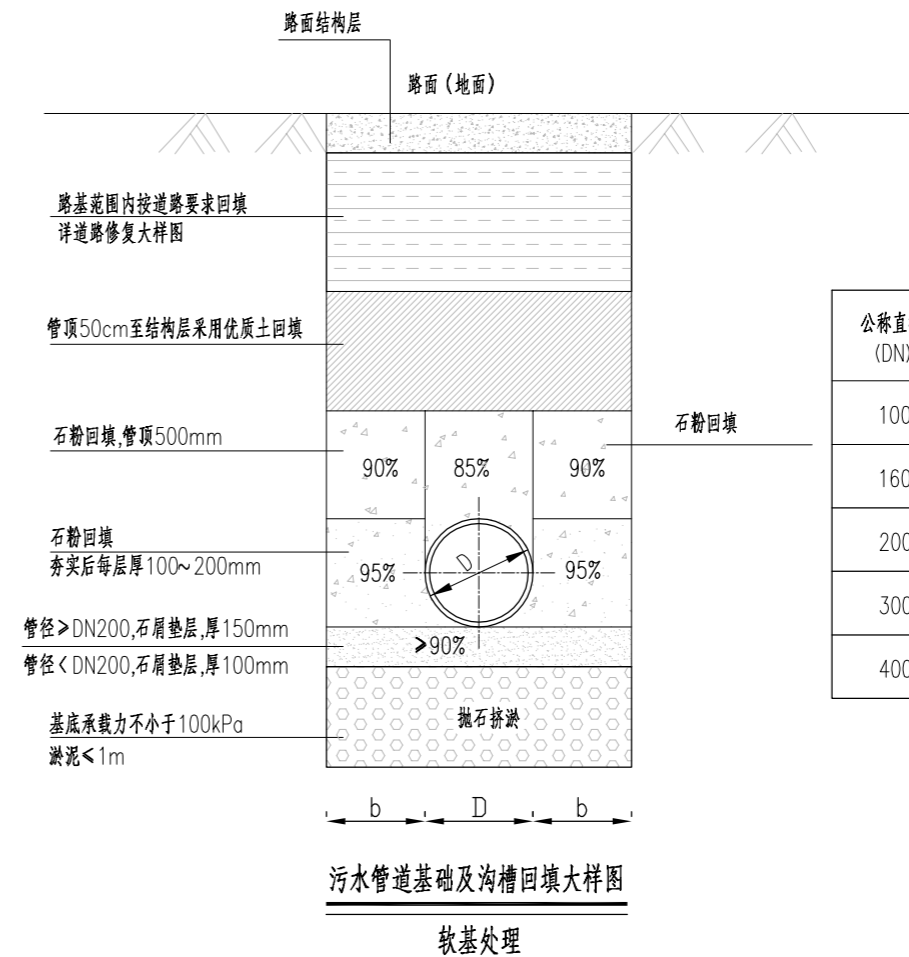 路面结构层
路面(地面)
路基范围内按道路要求回填
详道路修复大样图
管顶50cm至结构层采用优质土回填
石粉回填,管顶500mm
石粉回填
90%
85%
90%
石粉回填
夯实后每层厚100~200mm
D
95%
95%
管径≥DN200,石屑垫层,厚150mm
管径<DN200,石屑垫层,厚100mm
≥90%
基底承载力不小于100kPa
淤泥≤1m
抛石挤淤
b
D
b
污水管道基础及沟槽回填大样图
软基处理
公称直
(DN)
100
160
200
300
400